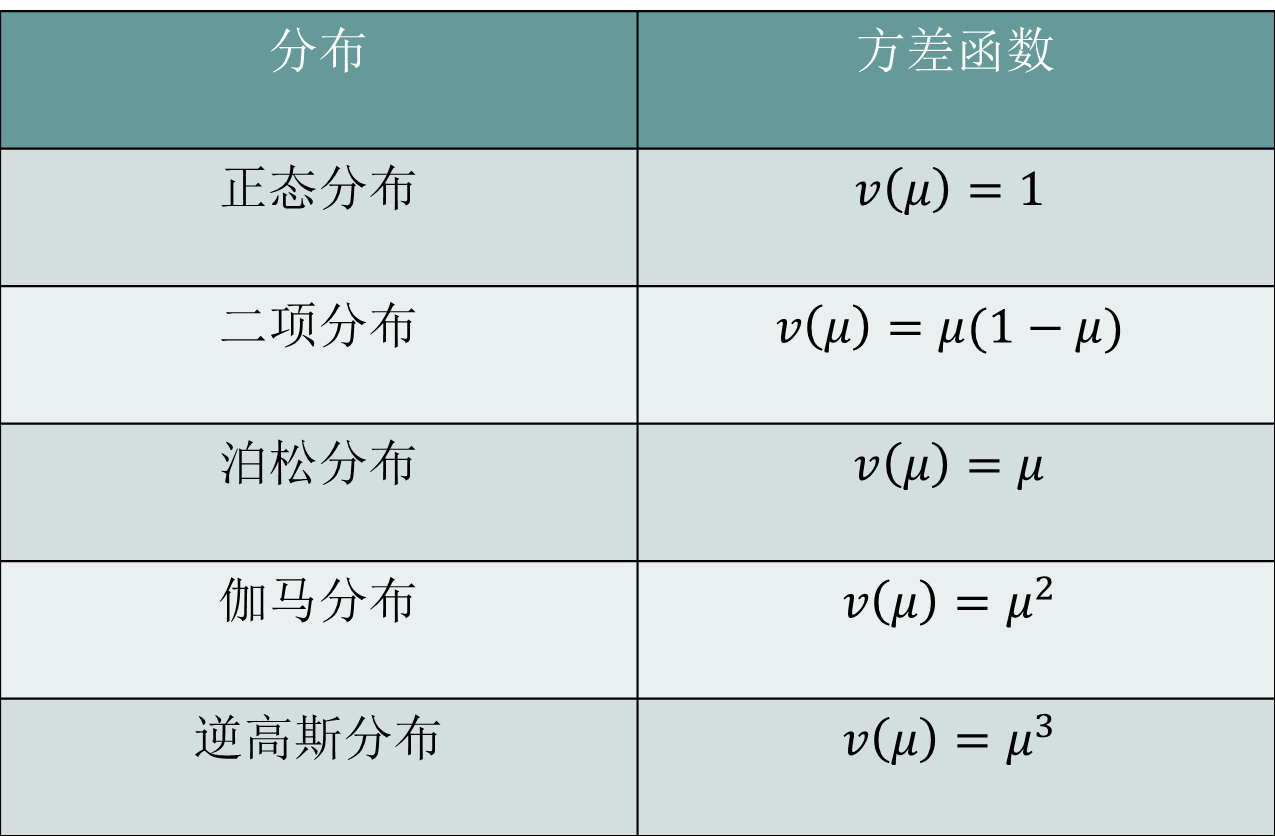 分布 方差函数
正态分布 v(μ) = 1
二项分布 v(μ) = μ(1 − μ)
泊松分布 v(μ) = μ
伽马分布 v(μ) = μ²
逆高斯分布 v(μ) = μ³